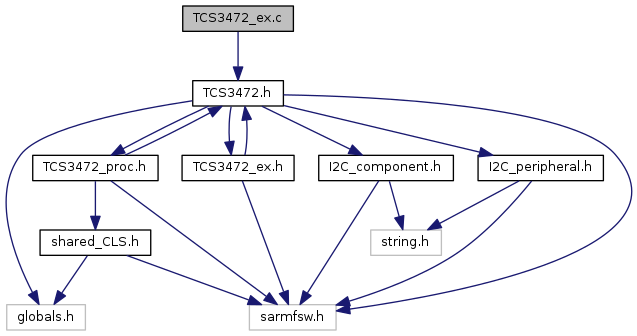 TCS3472_ex.c
TCS3472.h
TCS3472_proc.h
TCS3472_ex.h
I2C_component.h
I2C_peripheral.h
shared_CLS.h
string.h
globals.h
sarmfsw.h